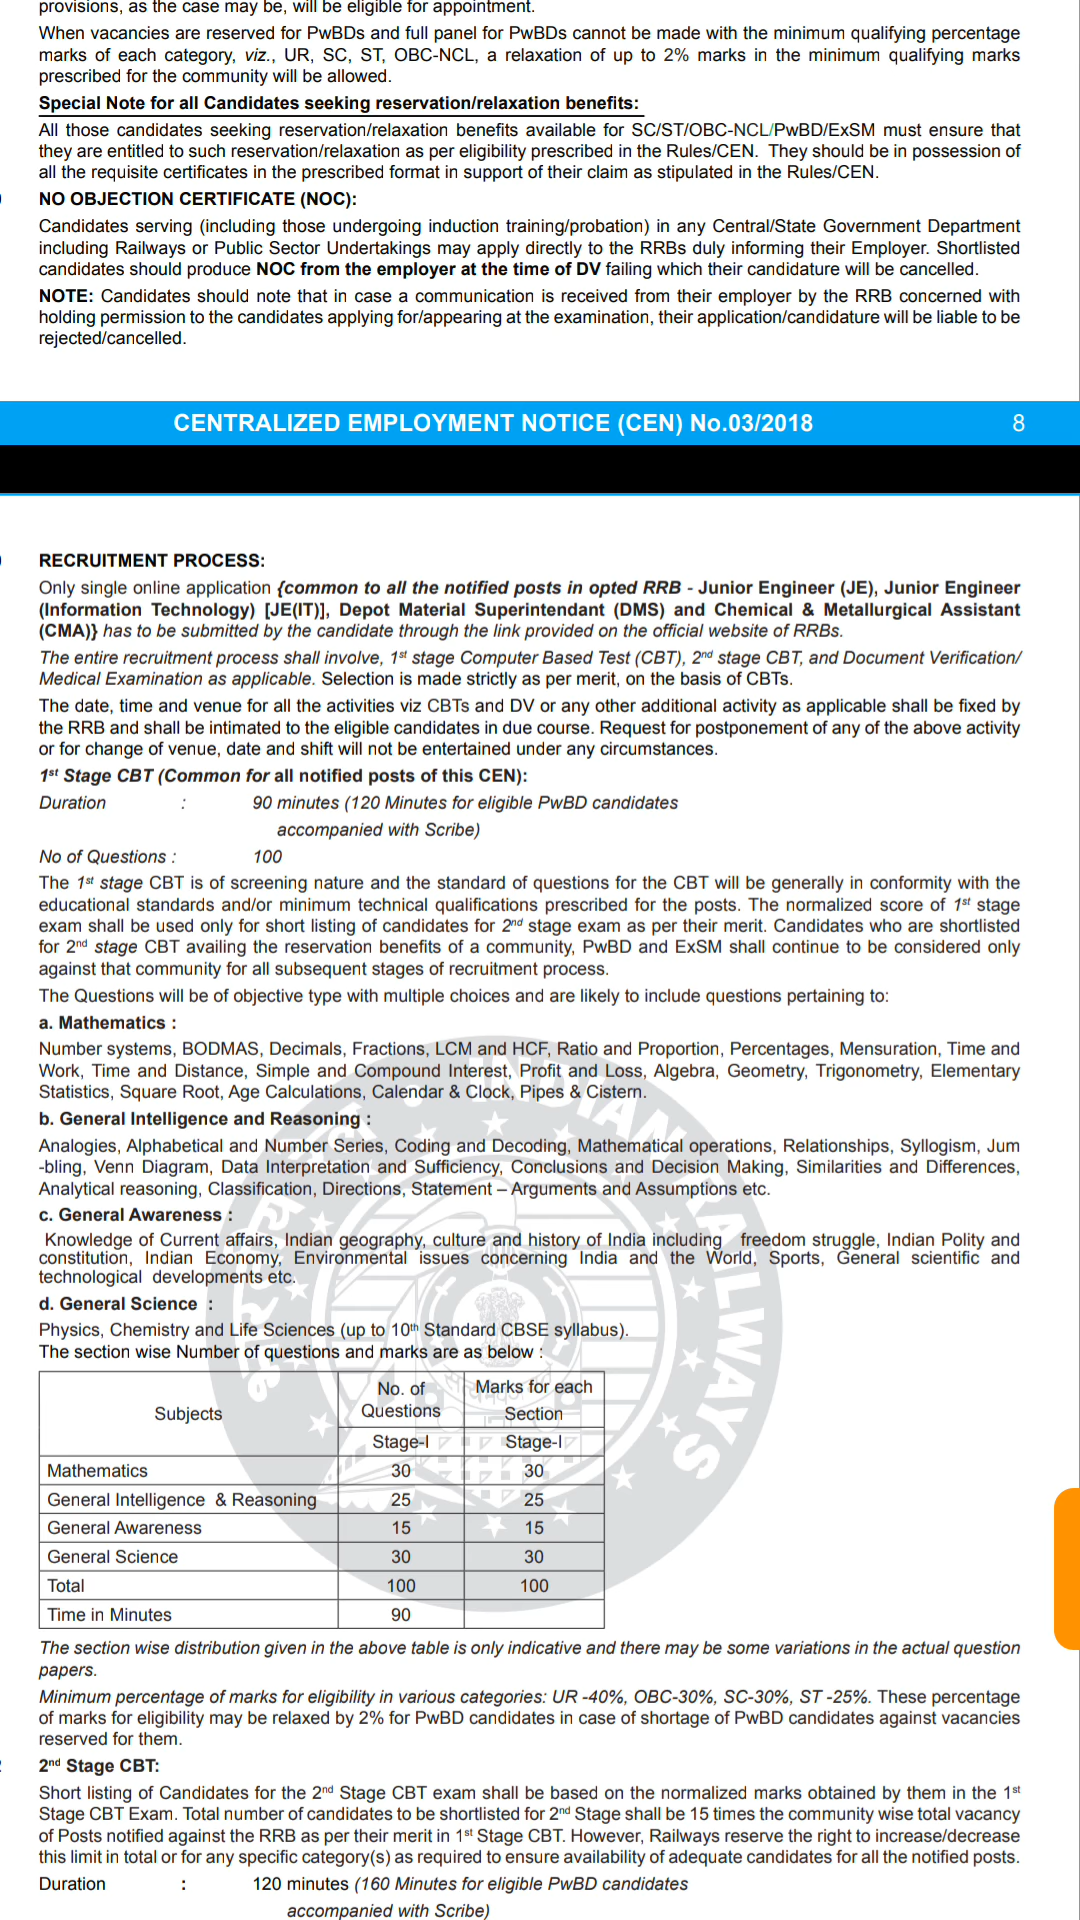 provisions, as the case may be, will be eligible for appointment.
When vacancies are reserved for PwBDs and full panel for PwBDs cannot be made with the minimum qualifying percentage
marks of each category, viz., UR, SC, ST, OBC-NCL, a relaxation of up to 2% marks in the minimum qualifying marks
prescribed for the community will be allowed.
Special Note for all Candidates seeking reservation/relaxation benefits:
All those candidates seeking reservation/relaxation benefits available for SC/ST/OBC-NCL/PwBD/ExSM must ensure that
they are entitled to such reservation/relaxation as per eligibility prescribed in the Rules/CEN. They should be in possession of
all the requisite certificates in the prescribed format in support of their claim as stipulated in the Rules/CEN.
NO OBJECTION CERTIFICATE (NOC):
Candidates serving (including those undergoing induction training/probation) in any Central/State Government Department
including Railways or Public Sector Undertakings may apply directly to the RRBs duly informing their Employer. Shortlisted
candidates should produce NOC from the employer at the time of DV failing which their candidature will be cancelled.
NOTE: Candidates should note that in case a communication is received from their employer by the RRB concerned with
holding permission to the candidates applying for/appearing at the examination, their application/candidature will be liable to be
rejected/cancelled.
CENTRALIZED EMPLOYMENT NOTICE (CEN) No.03/2018 8
RECRUITMENT PROCESS:
Only single online application {common to all the notified posts in opted RRB - Junior Engineer (JE), Junior Engineer
(Information Technology) [JE(IT)], Depot Material Superintendant (DMS) and Chemical & Metallurgical Assistant
(CMA)} has to be submitted by the candidate through the link provided on the official website of RRBs.
The entire recruitment process shall involve, 1st stage Computer Based Test (CBT), 2nd stage CBT, and Document Verification/
Medical Examination as applicable. Selection is made strictly as per merit, on the basis of CBTs.
The date, time and venue for all the activities viz CBTs and DV or any other additional activity as applicable shall be fixed by
the RRB and shall be intimated to the eligible candidates in due course. Request for postponement of any of the above activity
or for change of venue, date and shift will not be entertained under any circumstances.
1st Stage CBT (Common for all notified posts of this CEN):
Duration : 90 minutes (120 Minutes for eligible PwBD candidates
accompanied with Scribe)
No of Questions : 100
The 1st stage CBT is of screening nature and the standard of questions for the CBT will be generally in conformity with the
educational standards and/or minimum technical qualifications prescribed for the posts. The normalized score of 1st stage
exam shall be used only for short listing of candidates for 2nd stage exam as per their merit. Candidates who are shortlisted
for 2nd stage CBT availing the reservation benefits of a community, PwBD and ExSM shall continue to be considered only
against that community for all subsequent stages of recruitment process.
The Questions will be of objective type with multiple choices and are likely to include questions pertaining to:
a. Mathematics :
Number systems, BODMAS, Decimals, Fractions, LCM and HCF, Ratio and Proportion, Percentages, Mensuration, Time and
Work, Time and Distance, Simple and Compound Interest, Profit and Loss, Algebra, Geometry, Trigonometry, Elementary
Statistics, Square Root, Age Calculations, Calendar & Clock, Pipes & Cistern.
b. General Intelligence and Reasoning :
Analogies, Alphabetical and Number Series, Coding and Decoding, Mathematical operations, Relationships, Syllogism, Jum
-bling, Venn Diagram, Data Interpretation and Sufficiency, Conclusions and Decision Making, Similarities and Differences,
Analytical reasoning, Classification, Directions, Statement – Arguments and Assumptions etc.
c. General Awareness :
Knowledge of Current affairs, Indian geography, culture and history of India including freedom struggle, Indian Polity and
constitution, Indian Economy, Environmental issues concerning India and the World, Sports, General scientific and
technological developments etc.
d. General Science :
Physics, Chemistry and Life Sciences (up to 10th Standard CBSE syllabus).
The section wise Number of questions and marks are as below :
Subjects No. of Questions Marks for each Section
Stage-I Stage-I
Mathematics 30 30
General Intelligence & Reasoning 25 25
General Awareness 15 15
General Science 30 30
Total 100 100
Time in Minutes 90
The section wise distribution given in the above table is only indicative and there may be some variations in the actual question
papers.
Minimum percentage of marks for eligibility in various categories: UR -40%, OBC-30%, SC-30%, ST -25%. These percentage
of marks for eligibility may be relaxed by 2% for PwBD candidates in case of shortage of PwBD candidates against vacancies
reserved for them.
2nd Stage CBT:
Short listing of Candidates for the 2nd Stage CBT exam shall be based on the normalized marks obtained by them in the 1st
Stage CBT Exam. Total number of candidates to be shortlisted for 2nd Stage shall be 15 times the community wise total vacancy
of Posts notified against the RRB as per their merit in 1st Stage CBT. However, Railways reserve the right to increase/decrease
this limit in total or for any specific category(s) as required to ensure availability of adequate candidates for all the notified posts.
Duration : 120 minutes (160 Minutes for eligible PwBD candidates
accompanied with Scribe)
INDIAN RAILWAYS